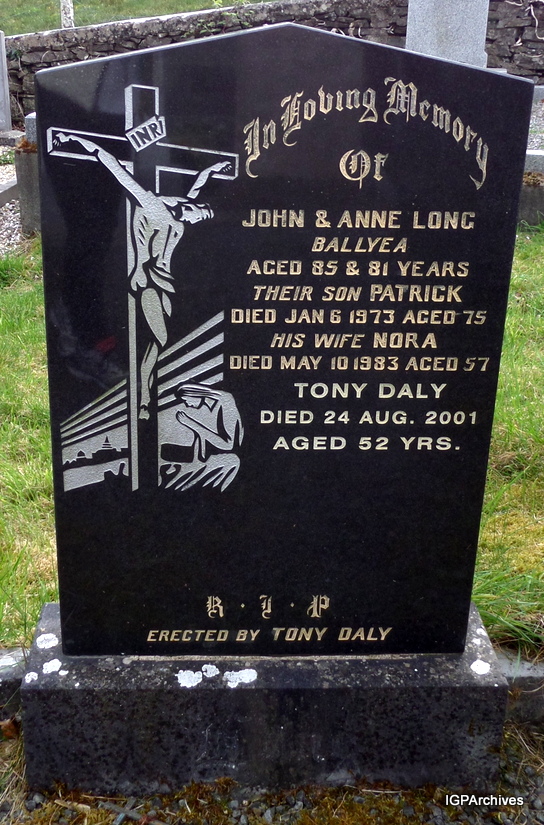 In Loving Memory
Of
JOHN & ANNE LONG
BALLYEA
AGED 85 & 81 YEARS
THEIR SON PATRICK
DIED JAN 6 1973 AGED 75
HIS WIFE NORA
DIED MAY 10 1983 AGED 57
TONY DALY
DIED 24 AUG. 2001
AGED 52 YRS.
INRI
R · I · P
ERECTED BY TONY DALY
IGPArchives